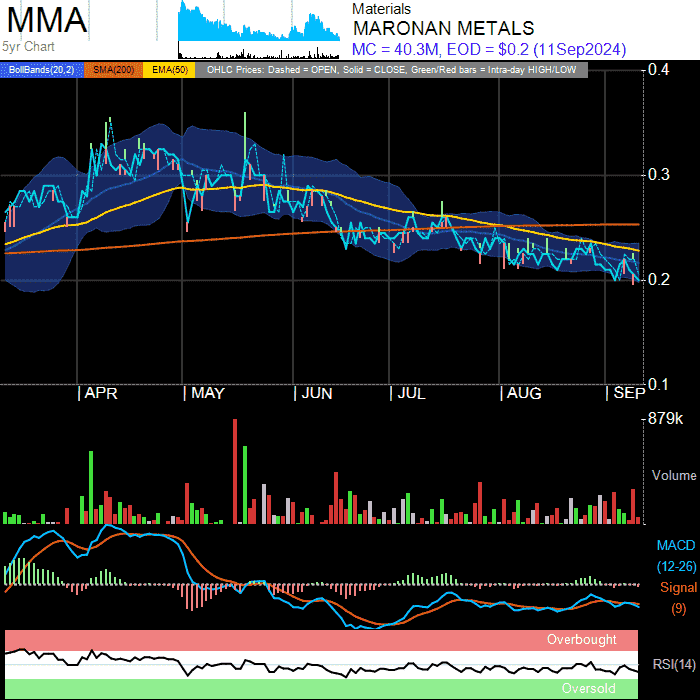 MMA
5yr Chart
Materials
MARONAN METALS
MC = 40.3M, EOD = $0.2 (11Sep2024)
BollBands(20,2) SMA(200) EMA(50) OHLC Prices: Dashed = OPEN, Solid = CLOSE, Green/Red bars = Intra-day HIGH/LOW
0.4
0.3
0.2
0.1
APR MAY JUN JUL AUG SEP
879k
Volume
MACD
(12-26)
Signal
(9)
Overbought
RSI(14)
Oversold